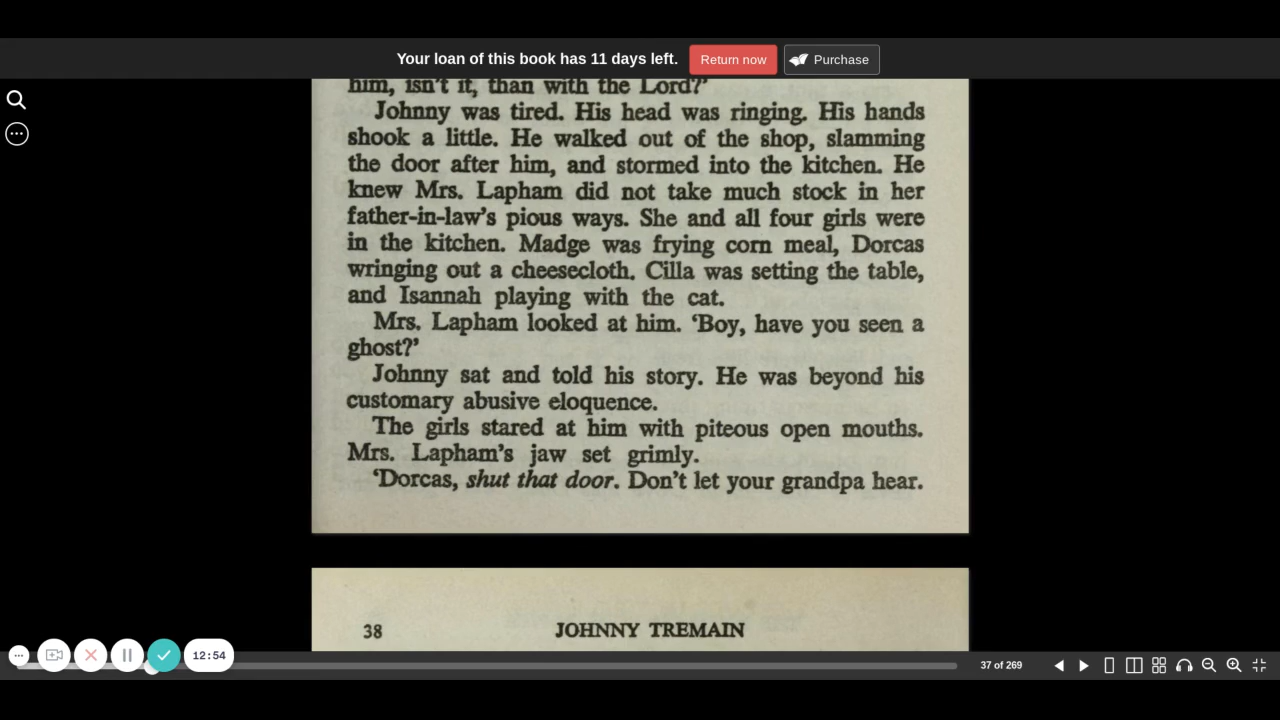 Your loan of this book has 11 days left. Return now Purchase
him, isn't it, than with the Lord?'
Johnny was tired. His head was ringing. His hands
shook a little. He walked out of the shop, slamming
the door after him, and stormed into the kitchen. He
knew Mrs. Lapham did not take much stock in her
father-in-law's pious ways. She and all four girls were
in the kitchen. Madge was frying corn meal, Dorcas
wringing out a cheesecloth. Cilla was setting the table,
and Isannah playing with the cat.
Mrs. Lapham looked at him. 'Boy, have you seen a
ghost?'
Johnny sat and told his story. He was beyond his
customary abusive eloquence.
The girls stared at him with piteous open mouths.
Mrs. Lapham's jaw set grimly.
'Dorcas, shut that door. Don't let your grandpa hear.
38 JOHNNY TREMAIN
12:54
37 of 269